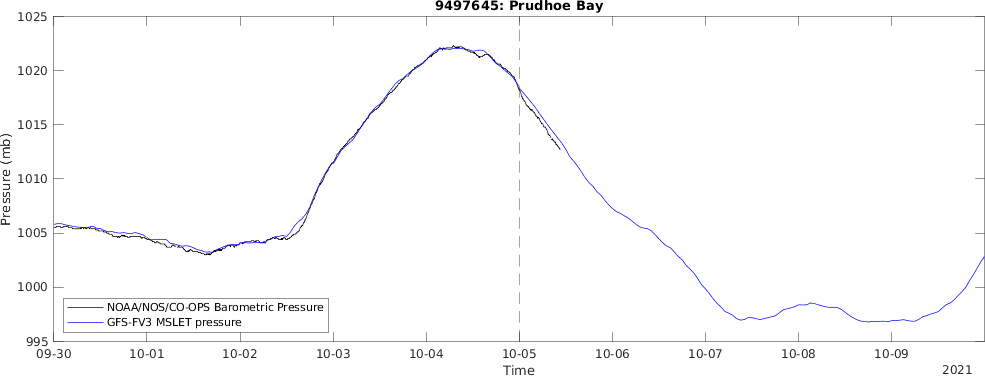 9497645: Prudhoe Bay
Pressure (mb)
1025
1020
1015
1010
1005
1000
995
NOAA/NOS/CO-OPS Barometric Pressure
GFS-FV3 MSLET pressure
09-30 10-01 10-02 10-03 10-04 10-05 10-06 10-07 10-08 10-09
Time
2021